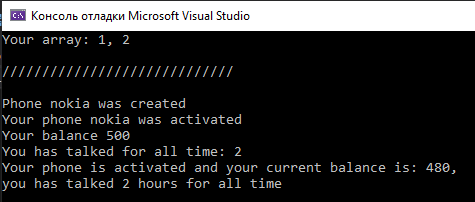 Консоль отладки Microsoft Visual Studio
Your array: 1, 2
/////////////////////////////
Phone nokia was created
Your phone nokia was activated
Your balance 500
You has talked for all time: 2
Your phone is activated and your current balance is: 480,
you has talked 2 hours for all time